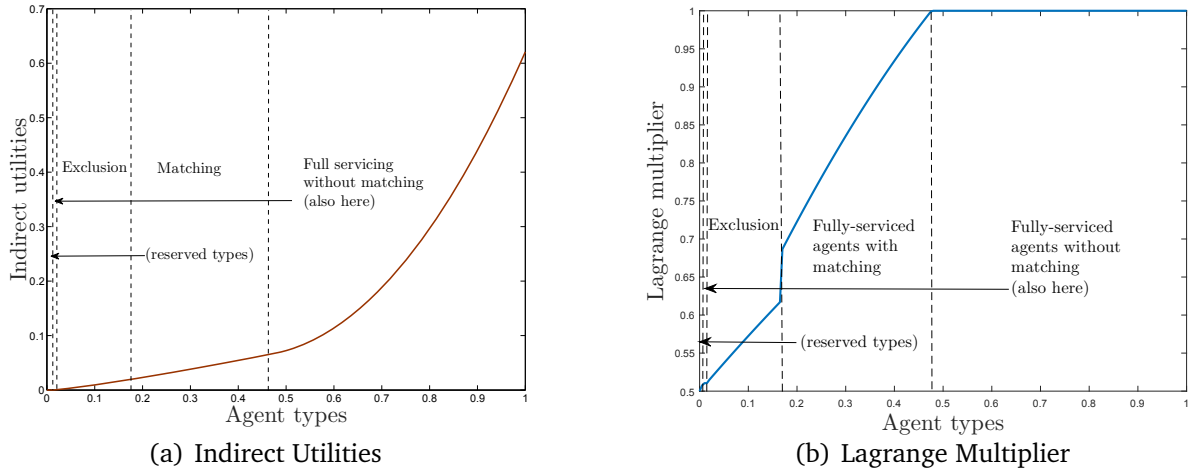 0.7
0.6
0.5
0.4
0.3
0.2
0.1
0
Indirect utilities
Exclusion
Matching
Full servicing
without matching
(also here)
(reserved types)
0 0.1 0.2 0.3 0.4 0.5 0.6 0.7 0.8 0.9 1
Agent types
(a) Indirect Utilities
1
0.95
0.9
0.85
0.8
0.75
0.7
0.65
0.6
0.55
0.5
Lagrange multiplier
Exclusion
Fully-serviced
agents with
matching
Fully-serviced
agents without
matching
(also here)
(reserved types)
0 0.1 0.2 0.3 0.4 0.5 0.6 0.7 0.8 0.9 1
Agent types
(b) Lagrange Multiplier